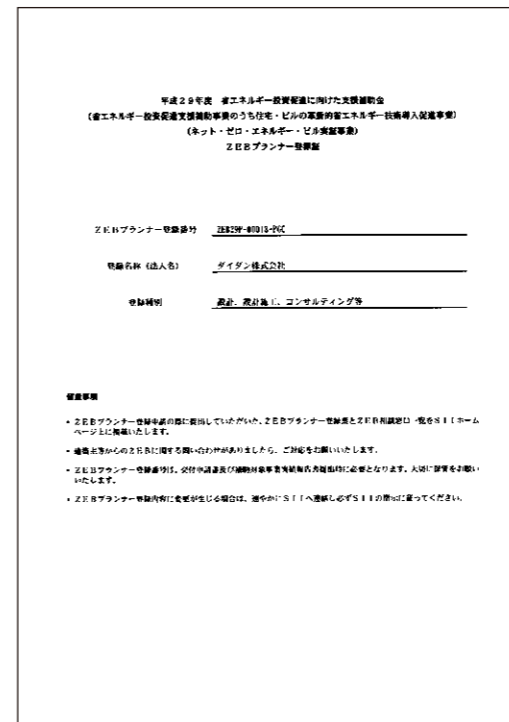 平成29年度 省エネルギー投資促進に向けた支援補助金
(省エネルギー投資促進支援補助事業のうち住宅・ビルの革新的省エネルギー技術導入促進事業)
(ネット・ゼロ・エネルギー・ビル実証事業)
ZEBプランナー登録証
ZEBプランナー登録番号 ZEB29P-00013-PGC
登録名称(法人名) ダイダン株式会社
登録種別 設計、設計施工、コンサルティング等
留意事項
・ZEBプランナー登録申請の際に提出していただいた、ZEBプランナー登録票とZEB相談窓口一覧をSIIホーム
ページ上に掲載いたします。
・建築主等からのZEBに関する問い合わせがありましたら、ご対応をお願いいたします。
・ZEBプランナー登録番号は、交付申請書及び補助対象事業実績報告書提出時に必要となります。大切に保管をお願い
いたします。
・ZEBプランナー登録内容に変更が生じる場合は、速やかにSIIへ連絡し必ずSIIの指示に従ってください。